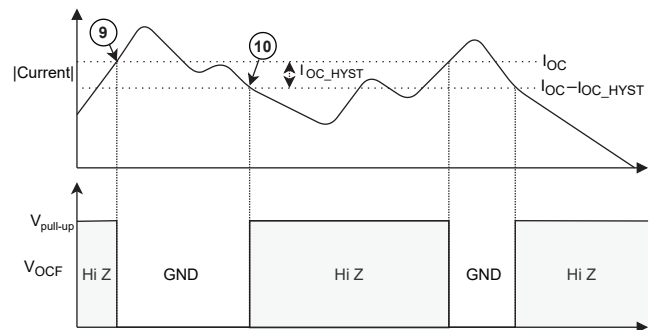 9
10
|Current|
I_OC_HYST
I_OC
I_OC–I_OC_HYST
V_pull-up
V_OCF
Hi Z
GND
Hi Z
GND
Hi Z